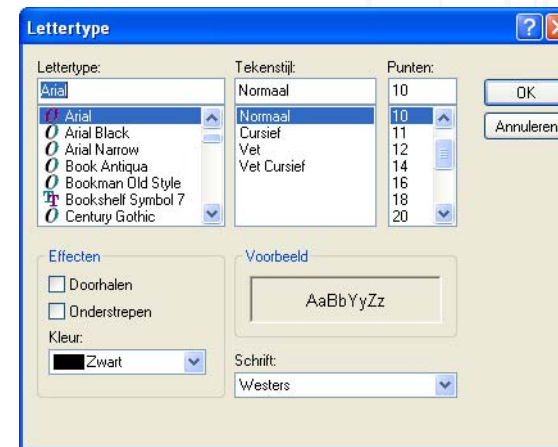 Lettertype
Lettertype:
Tekenstijl:
Punten:
Arial
Normaal
10
OK
Annuleren
Arial
Arial Black
Arial Narrow
Book Antiqua
Bookman Old Style
Bookshelf Symbol 7
Century Gothic
Normaal
Cursief
Vet
Vet Cursief
10
11
12
14
16
18
20
Effecten
Doorhalen
Onderstrepen
Kleur:
Zwart
Voorbeeld
AaBbYyZz
Schrift:
Westers